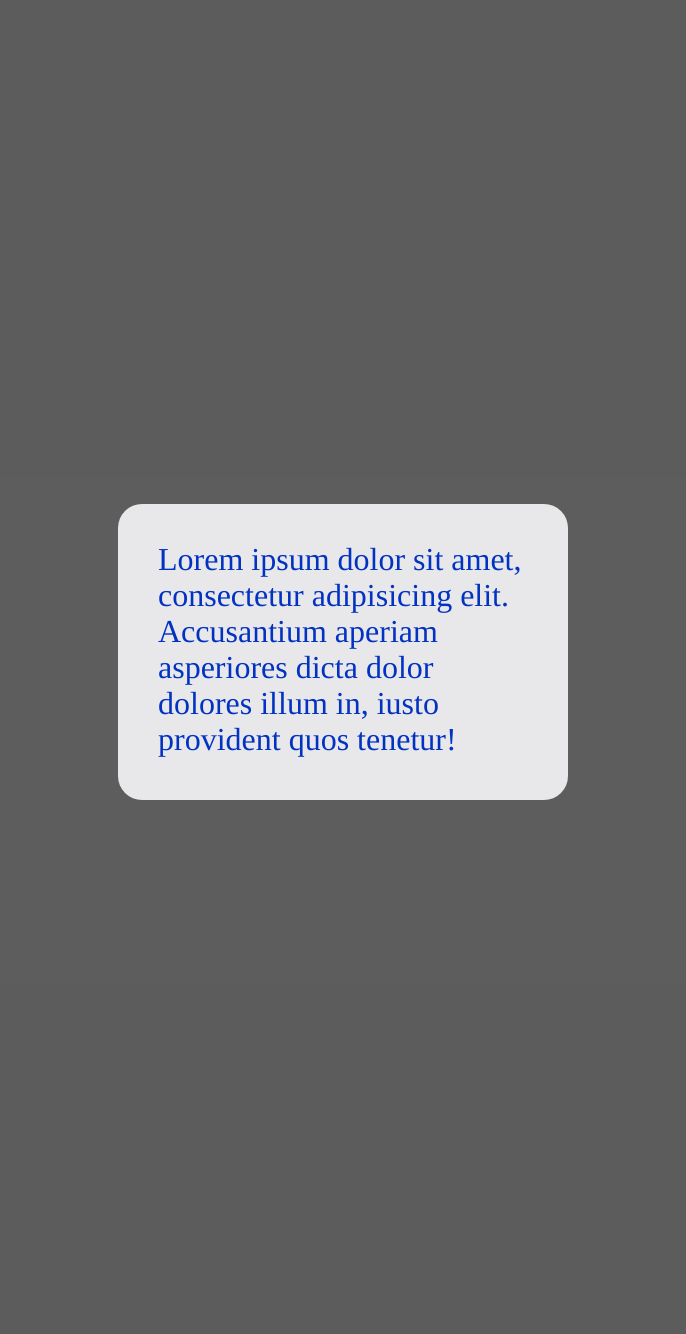 Lorem ipsum dolor sit amet,
consectetur adipisicing elit.
Accusantium aperiam
asperiores dicta dolor
dolores illum in, iusto
provident quos tenetur!